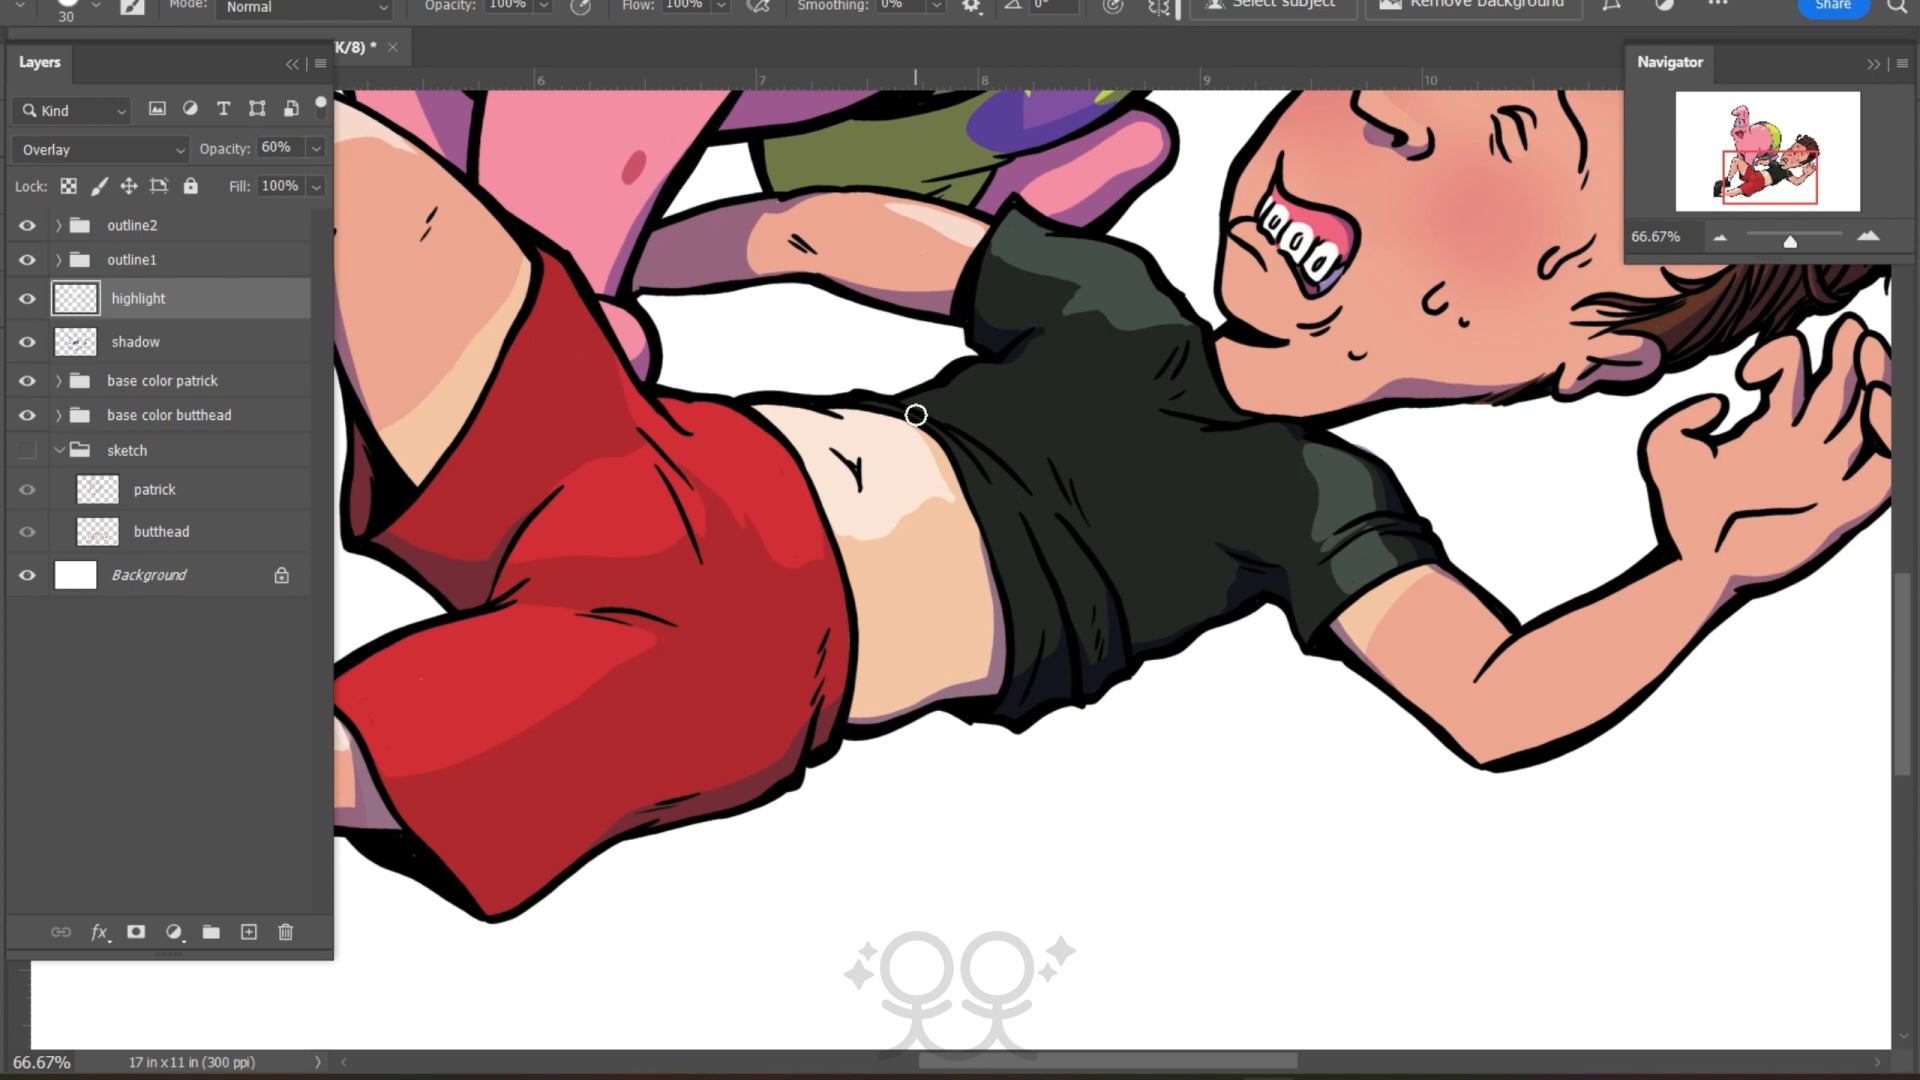 30
Mode:
Normal
Opacity: 100%
Flow: 100%
Smoothing: 0%
0°
Select subject
Remove background
Share
K/8) *
Layers
Kind
Overlay
Opacity: 60%
Lock:
Fill: 100%
outline2
outline1
highlight
shadow
base color patrick
base color butthead
sketch
patrick
butthead
Background
6
7
8
9
10
Navigator
66.67%
66.67%
17 in x 11 in (300 ppi)